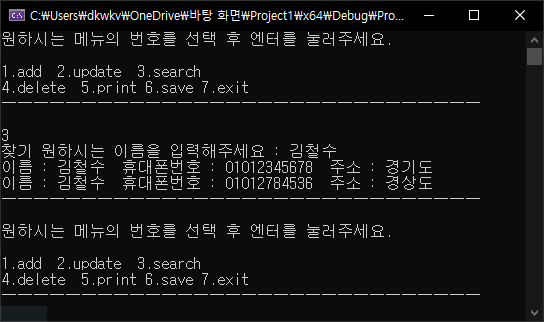 C:\Users\dkwkv\OneDrive\바탕 화면\Project1\x64\Debug\Pro...
원하시는 메뉴의 번호를 선택 후 엔터를 눌러주세요.
1.add  2.update  3.search
4.delete  5.print 6.save 7.exit
ㅡㅡㅡㅡㅡㅡㅡㅡㅡㅡㅡㅡㅡㅡㅡㅡㅡㅡㅡㅡㅡㅡㅡㅡㅡㅡㅡㅡㅡㅡ
3
찾기 원하시는 이름을 입력해주세요 : 김철수
이름 : 김철수  휴대폰번호 : 01012345678  주소 : 경기도
이름 : 김철수  휴대폰번호 : 01012784536  주소 : 경상도
ㅡㅡㅡㅡㅡㅡㅡㅡㅡㅡㅡㅡㅡㅡㅡㅡㅡㅡㅡㅡㅡㅡㅡㅡㅡㅡㅡㅡㅡㅡ
원하시는 메뉴의 번호를 선택 후 엔터를 눌러주세요.
1.add  2.update  3.search
4.delete  5.print 6.save 7.exit
ㅡㅡㅡㅡㅡㅡㅡㅡㅡㅡㅡㅡㅡㅡㅡㅡㅡㅡㅡㅡㅡㅡㅡㅡㅡㅡㅡㅡㅡㅡ